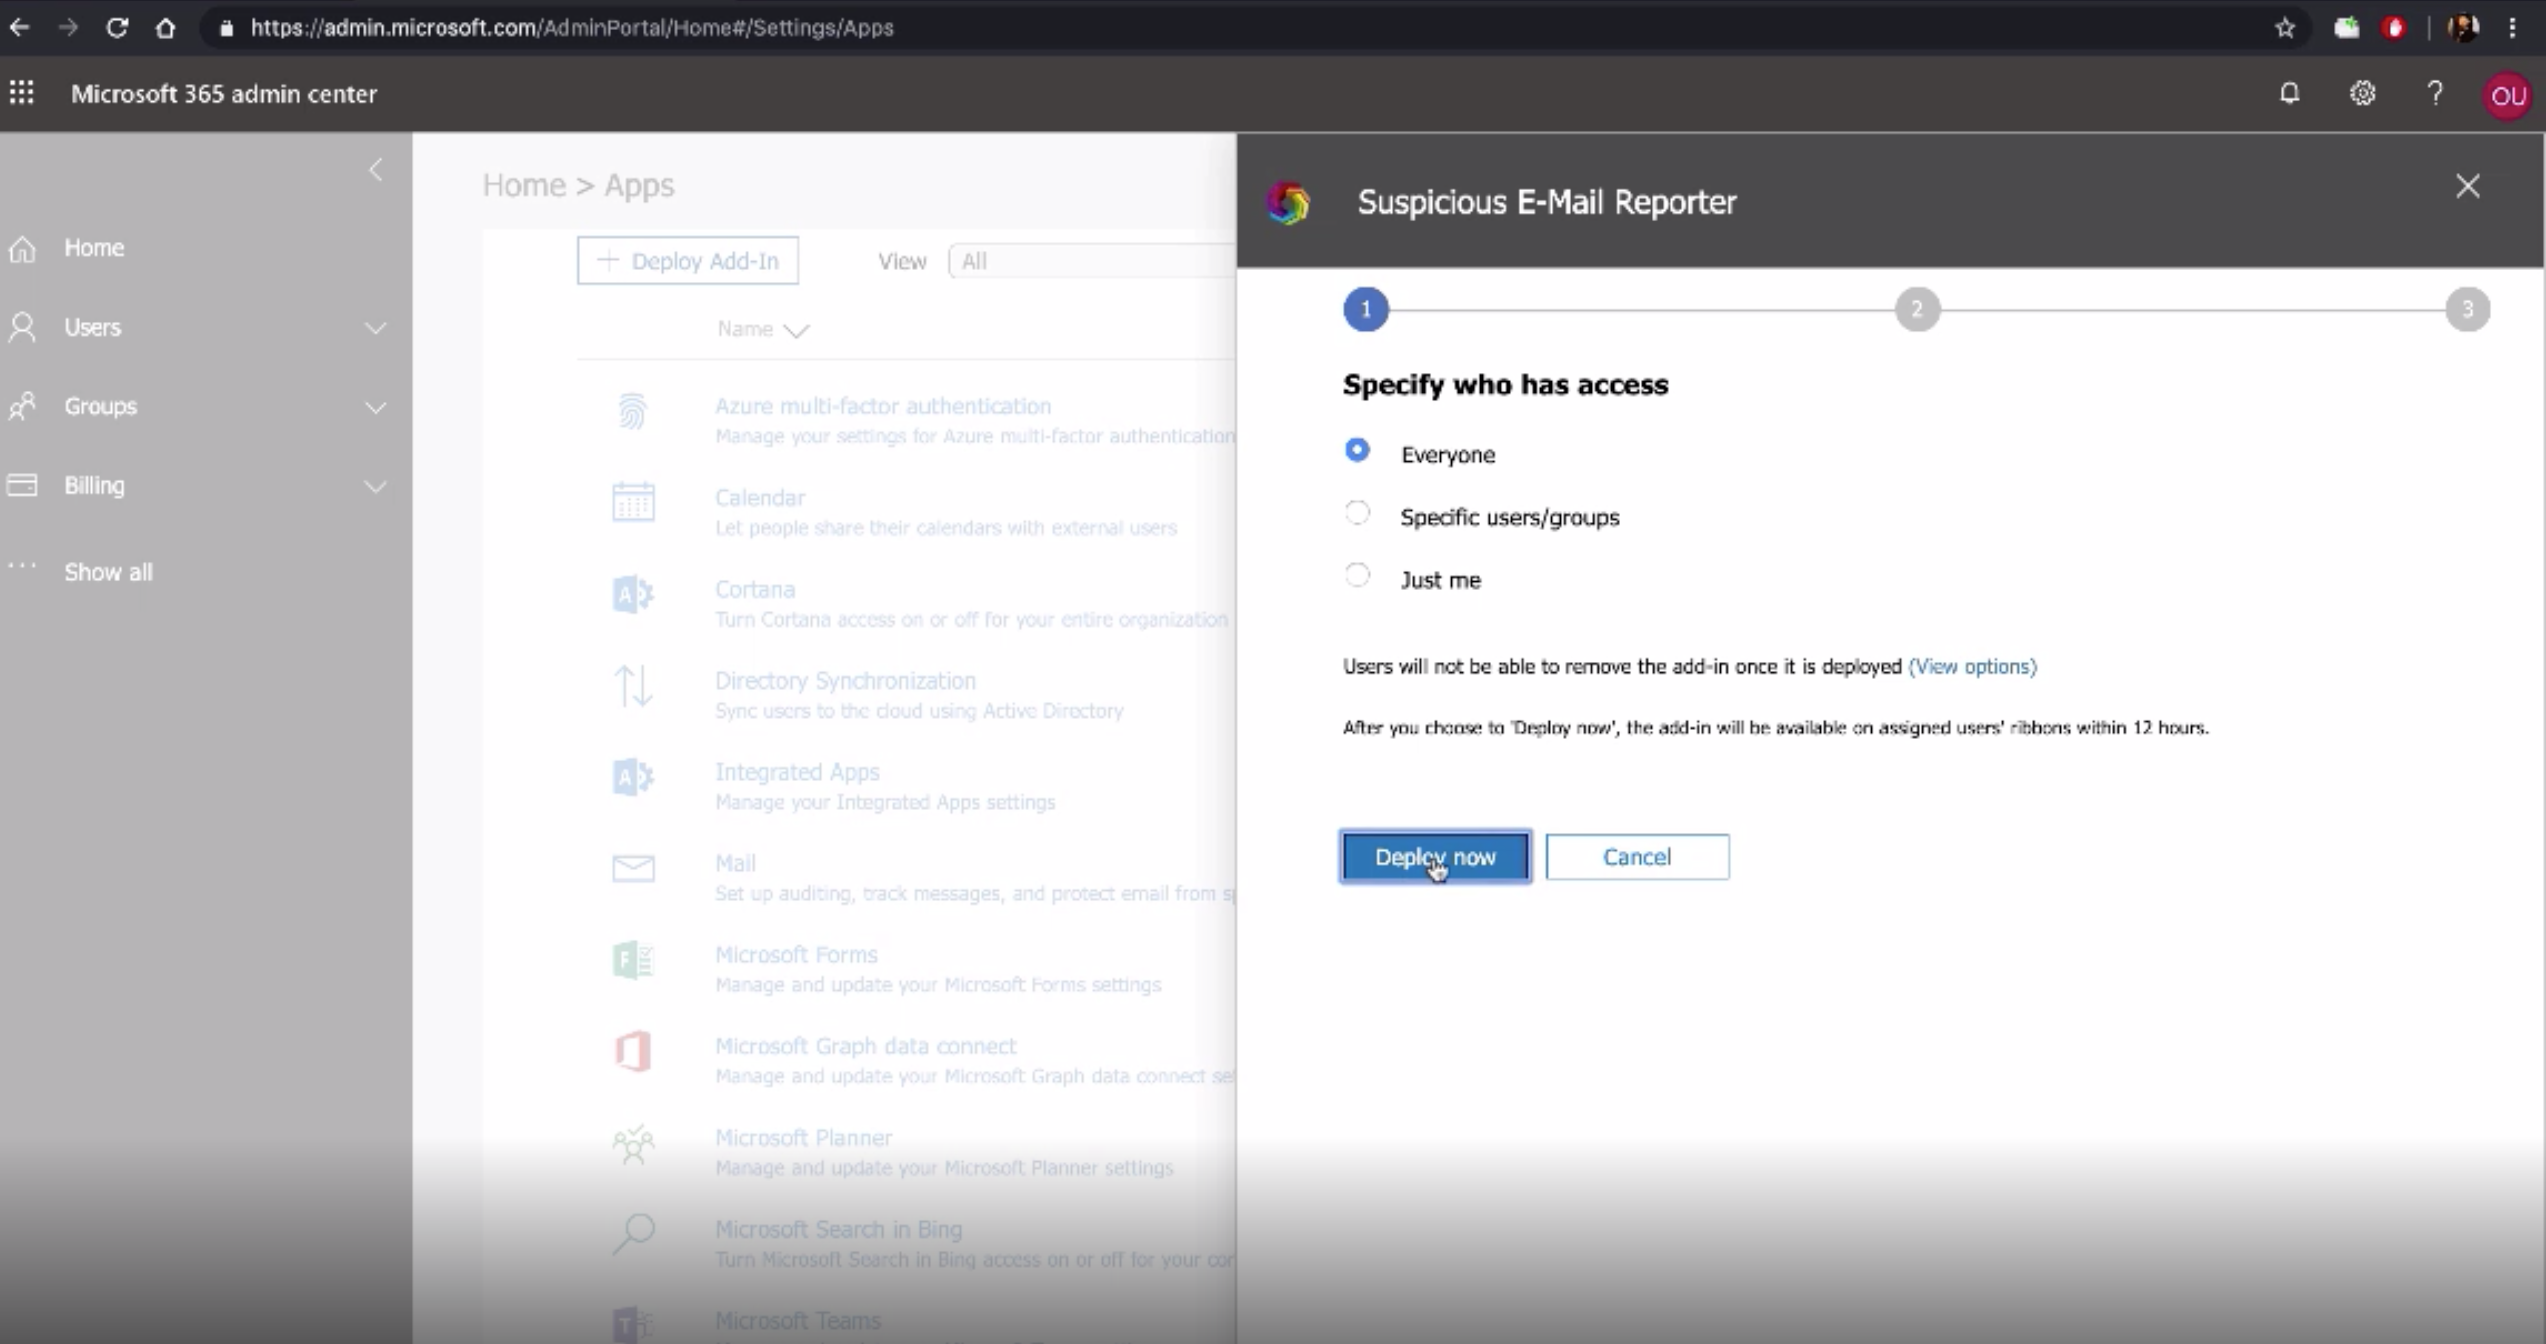 https://admin.microsoft.com/AdminPortal/Home#/Settings/Apps
Microsoft 365 admin center
?
OU
Home
Users
Groups
Billing
Show all
Home > Apps
+ Deploy Add-In
View
All
Name
Azure multi-factor authentication
Manage your settings for Azure multi-factor authentication
Calendar
Let people share their calendars with external users
Cortana
Turn Cortana access on or off for your entire organization
Directory Synchronization
Sync users to the cloud using Active Directory
Integrated Apps
Manage your Integrated Apps settings
Mail
Set up auditing, track messages, and protect email from
Microsoft Forms
Manage and update your Microsoft Forms settings
Microsoft Graph data connect
Manage and update your Microsoft Graph data connect
Microsoft Planner
Manage and update your Microsoft Planner settings
Microsoft Search in Bing
Turn Microsoft Search in Bing access on or off for your
Microsoft Teams
Suspicious E-Mail Reporter
1
2
3
Specify who has access
Everyone
Specific users/groups
Just me
Users will not be able to remove the add-in once it is deployed (View options)
After you choose to 'Deploy now', the add-in will be available on assigned users' ribbons within 12 hours.
Deploy now
Cancel